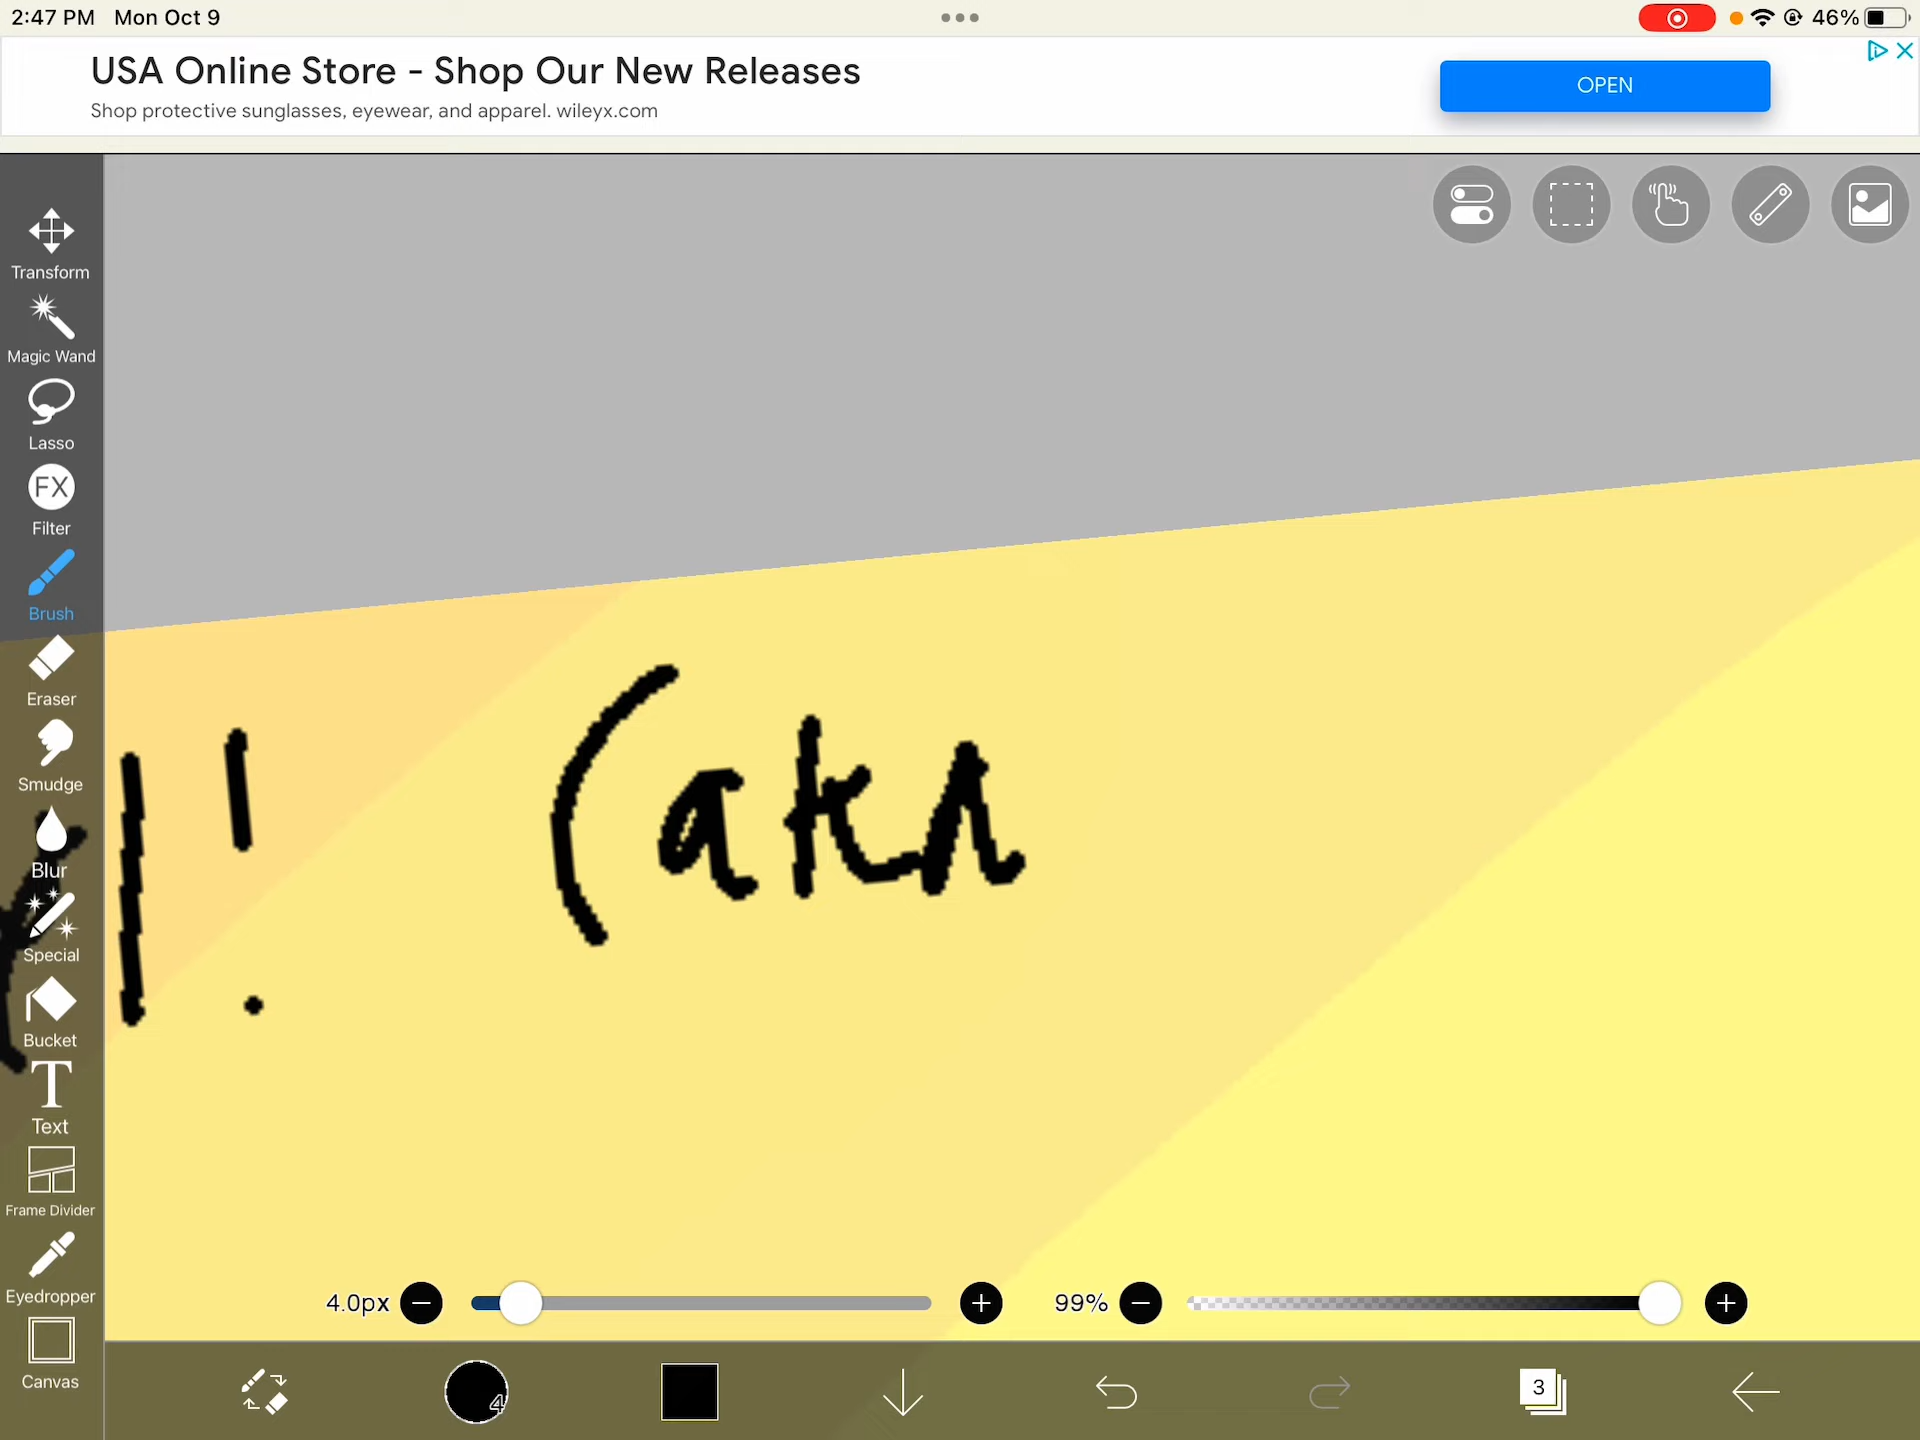 2:47 PM Mon Oct 9
46%
USA Online Store - Shop Our New Releases
Shop protective sunglasses, eyewear, and apparel. wileyx.com
OPEN
Transform
Magic Wand
Lasso
FX
Filter
Brush
Eraser
Smudge
Blur
Special
Bucket
T
Text
Frame Divider
Eyedropper
Canvas
4.0px
99%
4
3